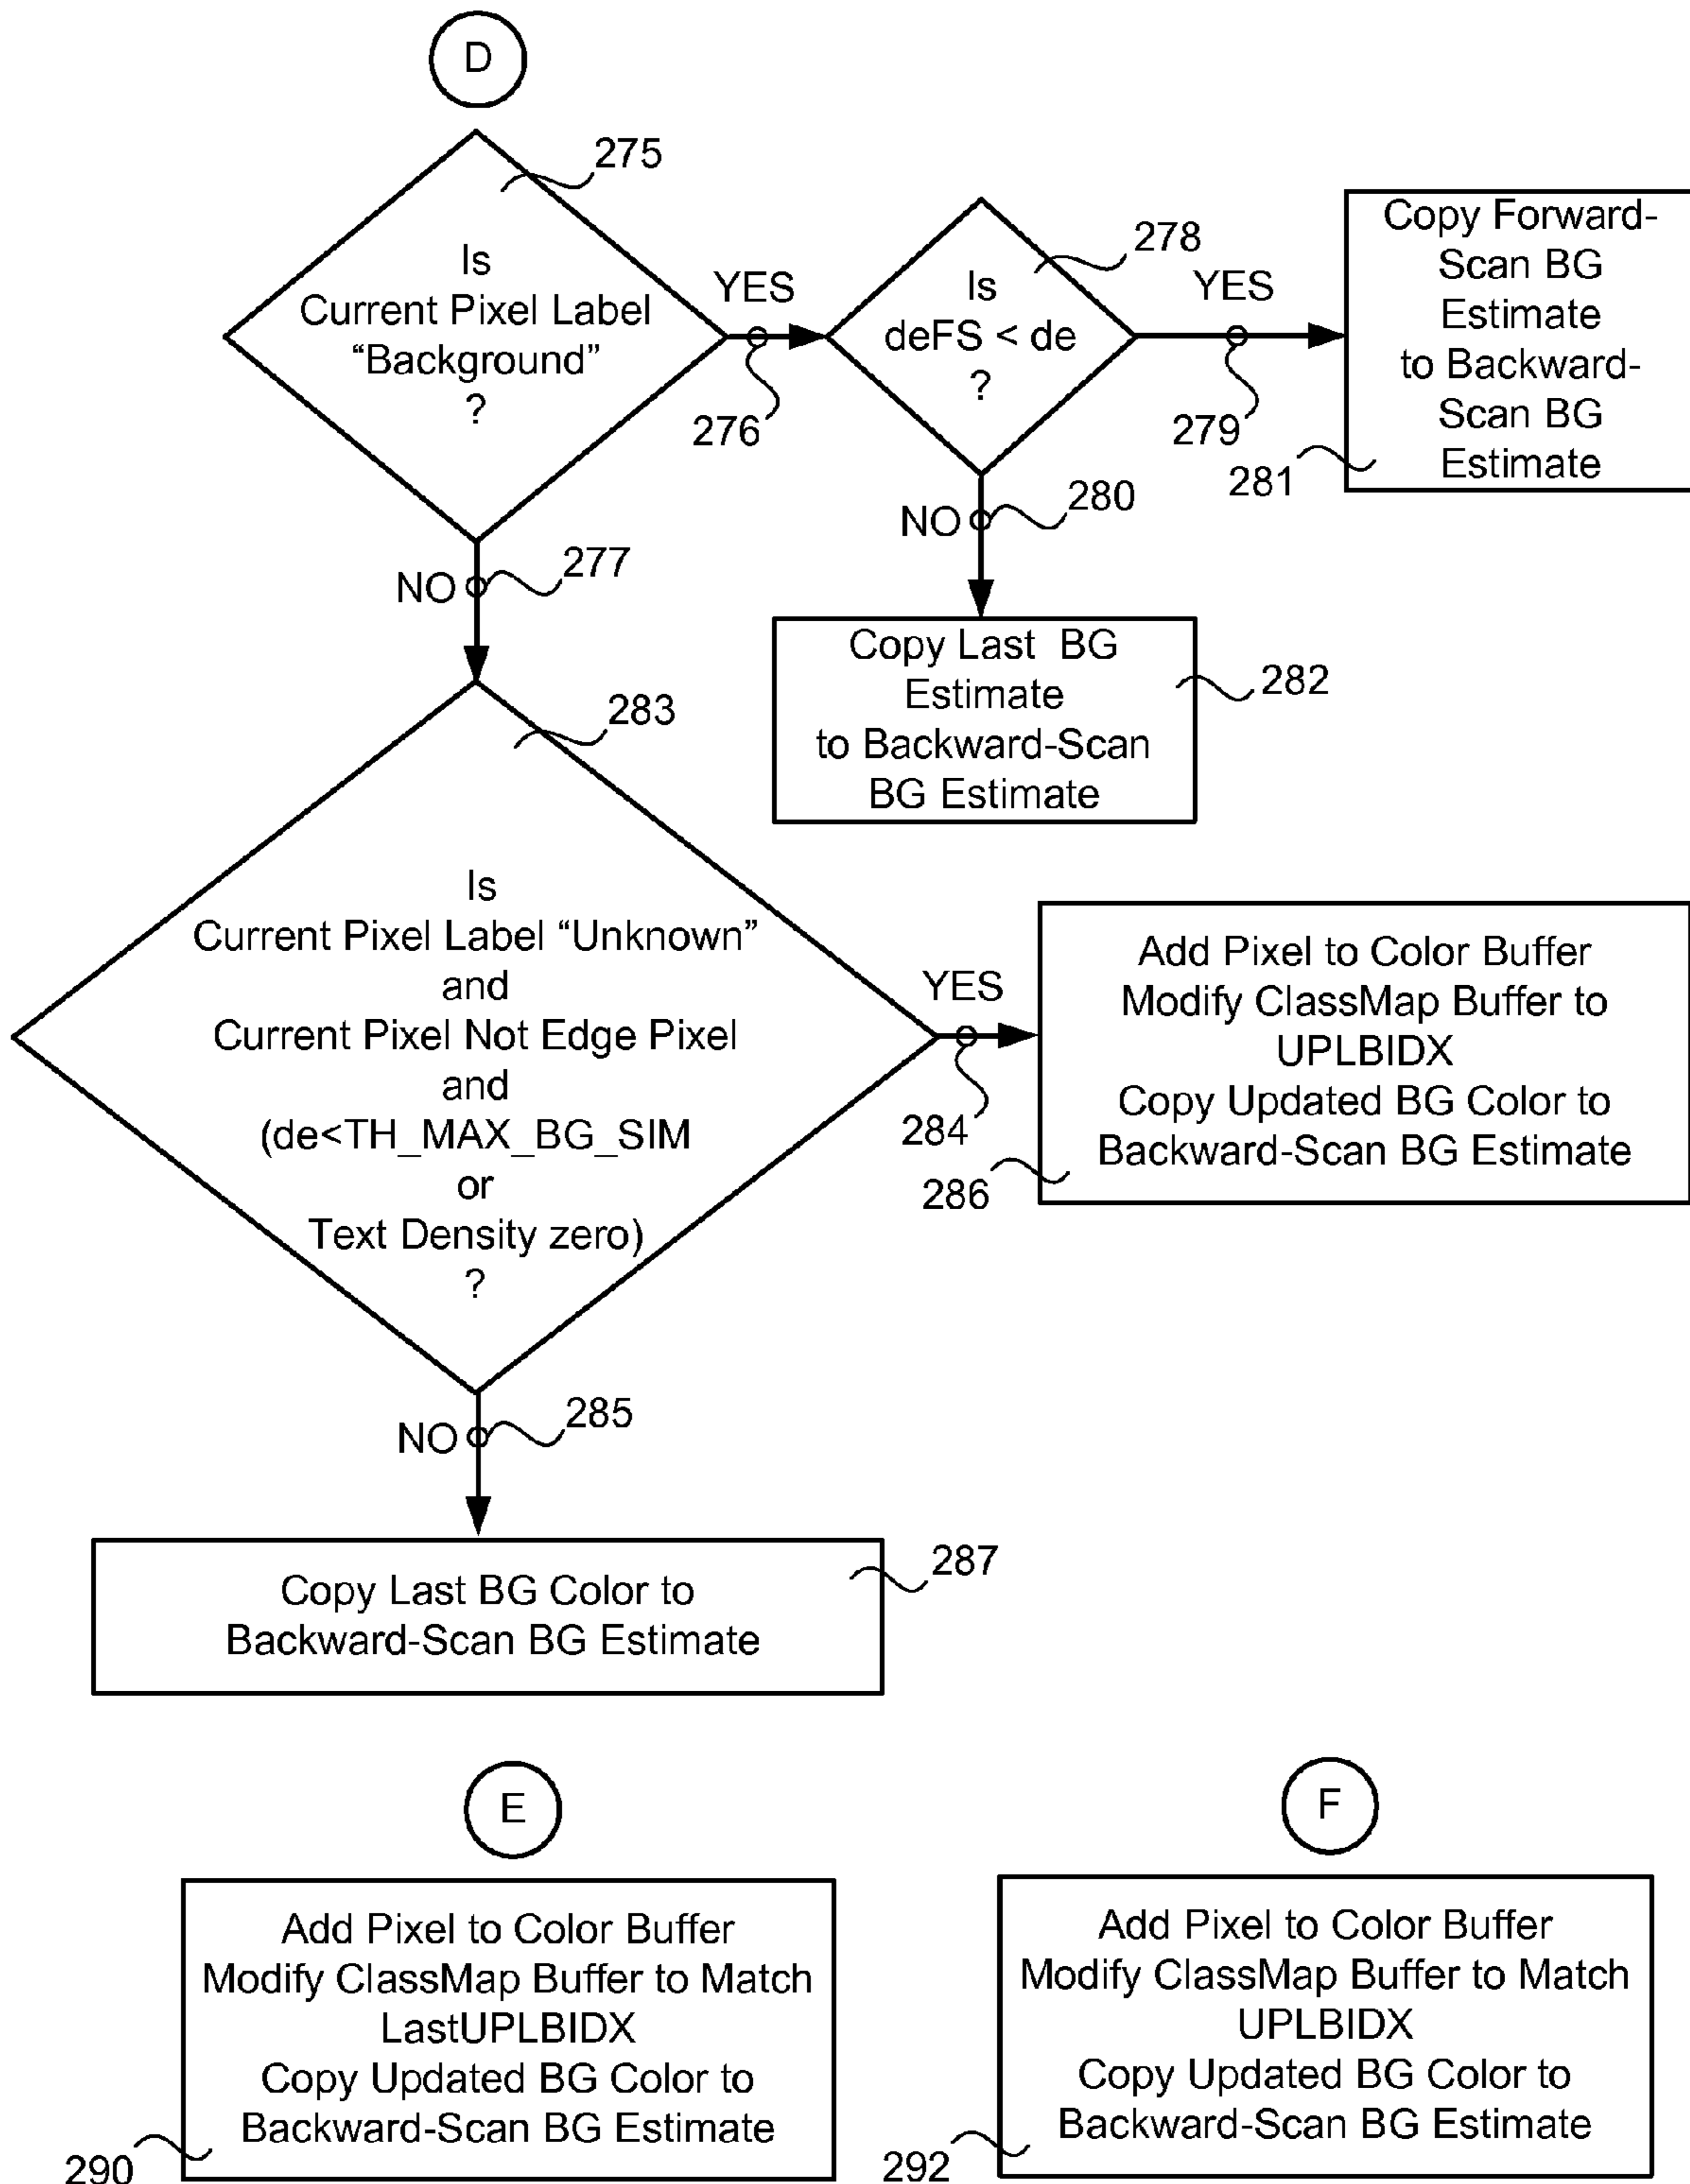 D
275
Is
Current Pixel Label
“Background”
?
YES
276
278
Is
deFS < de
?
YES
279
Copy Forward-
Scan BG
Estimate
to Backward-
Scan BG
Estimate
281
NO
280
Copy Last BG
Estimate
to Backward-Scan
BG Estimate
282
NO
277
283
Is
Current Pixel Label “Unknown”
and
Current Pixel Not Edge Pixel
and
(de<TH_MAX_BG_SIM
or
Text Density zero)
?
YES
284
Add Pixel to Color Buffer
Modify ClassMap Buffer to
UPLBIDX
Copy Updated BG Color to
Backward-Scan BG Estimate
286
NO
285
Copy Last BG Color to
Backward-Scan BG Estimate
287
E
Add Pixel to Color Buffer
Modify ClassMap Buffer to Match
LastUPLBIDX
Copy Updated BG Color to
Backward-Scan BG Estimate
290
F
Add Pixel to Color Buffer
Modify ClassMap Buffer to Match
UPLBIDX
Copy Updated BG Color to
Backward-Scan BG Estimate
292